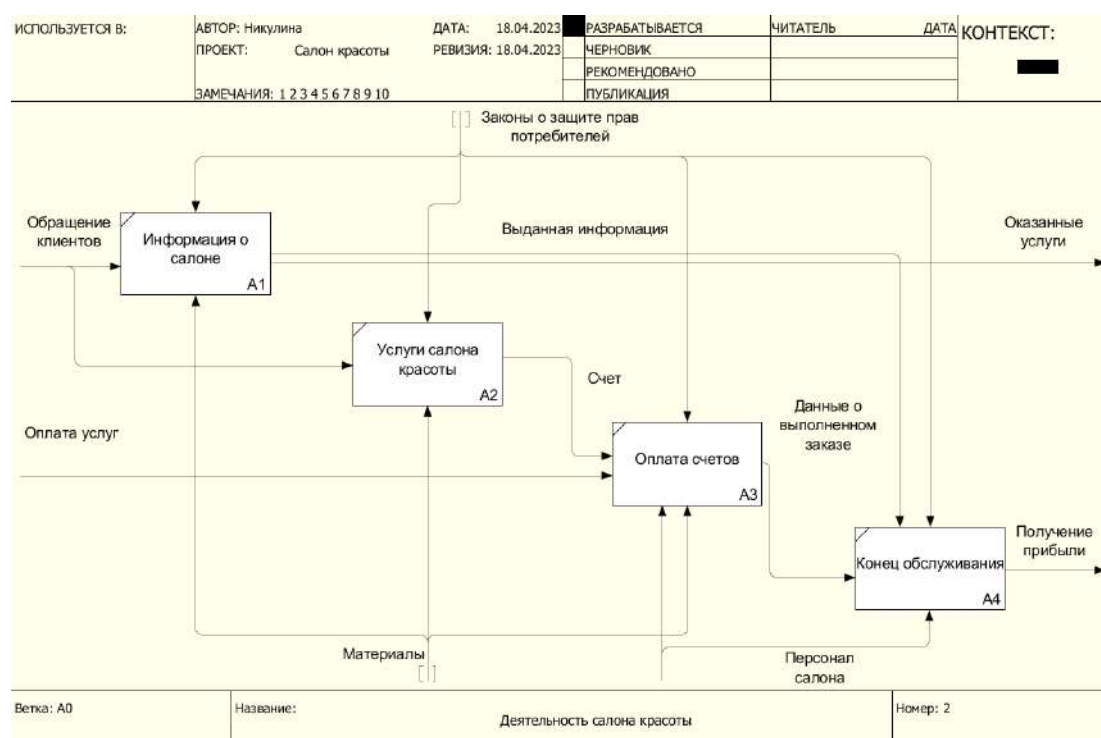 ИСПОЛЬЗУЕТСЯ В:
АВТОР: Никулина
ДАТА: 18.04.2023
ПРОЕКТ: Салон красоты
РЕВИЗИЯ: 18.04.2023
ЗАМЕЧАНИЯ: 1 2 3 4 5 6 7 8 9 10
РАЗРАБАТЫВАЕТСЯ
ЧЕРНОВИК
РЕКОМЕНДОВАНО
ПУБЛИКАЦИЯ
ЧИТАТЕЛЬ
ДАТА
КОНТЕКСТ:
Законы о защите прав
потребителей
Обращение
клиентов
Информация о
салоне
A1
Выданная информация
Оказанные
услуги
Услуги салона
красоты
A2
Счет
Оплата услуг
Данные о
выполненном
заказе
Оплата счетов
A3
Получение
прибыли
Конец обслуживания
A4
Материалы
Персонал
салона
Ветка: A0
Название:
Деятельность салона красоты
Номер: 2